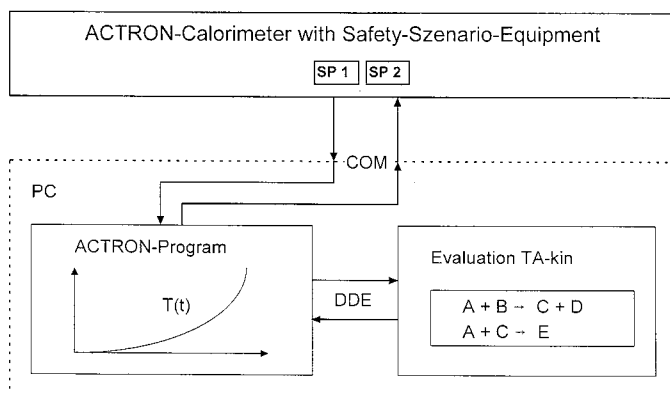 ACTRON-Calorimeter with Safety-Szenario-Equipment
SP 1 SP 2
COM
PC
ACTRON-Program
T(t)
DDE
Evaluation TA-kin
A + B → C + D
A + C → E